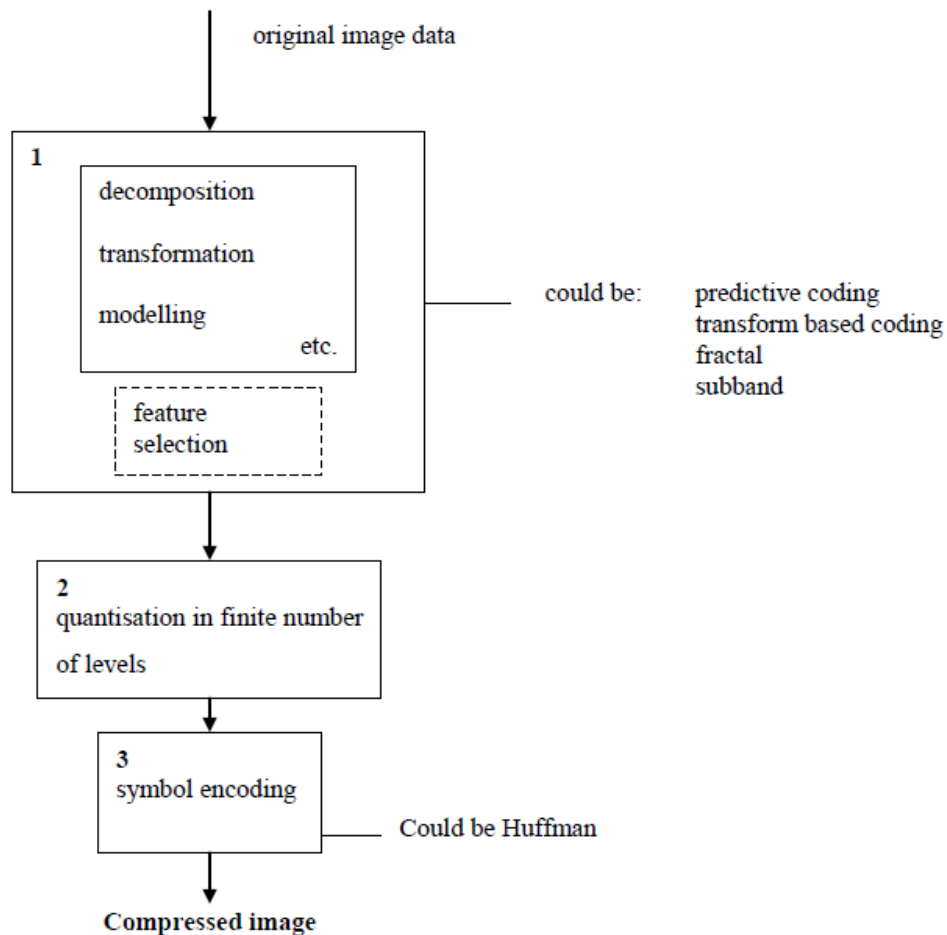 original image data
1
decomposition
transformation
modelling
etc.
feature
selection
could be:
predictive coding
transform based coding
fractal
subband
2
quantisation in finite number
of levels
3
symbol encoding
Could be Huffman
Compressed image